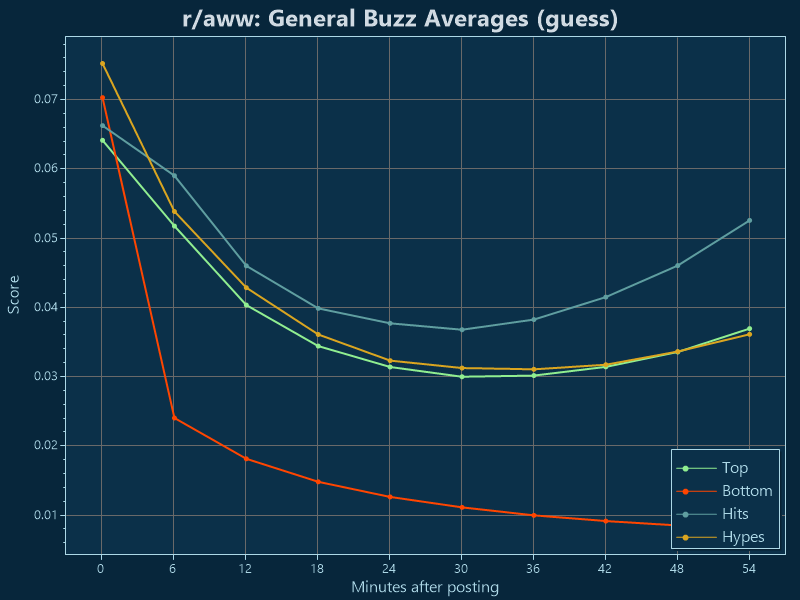 r/aww: General Buzz Averages (guess)
Score
0.07
0.06
0.05
0.04
0.03
0.02
0.01
0 6 12 18 24 30 36 42 48 54
Minutes after posting
Top
Bottom
Hits
Hypes